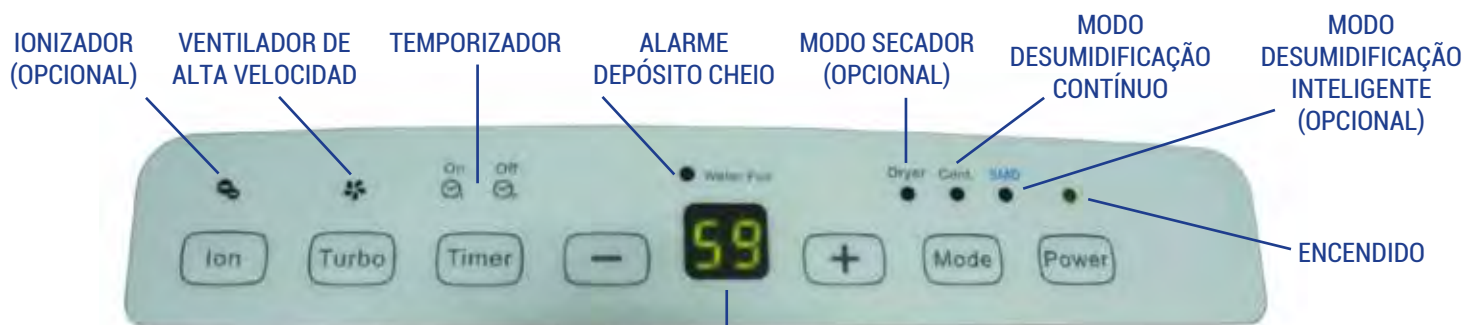 IONIZADOR
(OPCIONAL)
VENTILADOR DE
ALTA VELOCIDAD
TEMPORIZADOR
ALARME
DEPÓSITO CHEIO
MODO SECADOR
(OPCIONAL)
MODO
DESUMIDIFICAÇÃO
CONTÍNUO
MODO
DESUMIDIFICAÇÃO
INTELIGENTE
(OPCIONAL)
ENCENDIDO
On Off
Water Full
Dryer Cont. SMD
Ion Turbo Timer − 59 + Mode Power